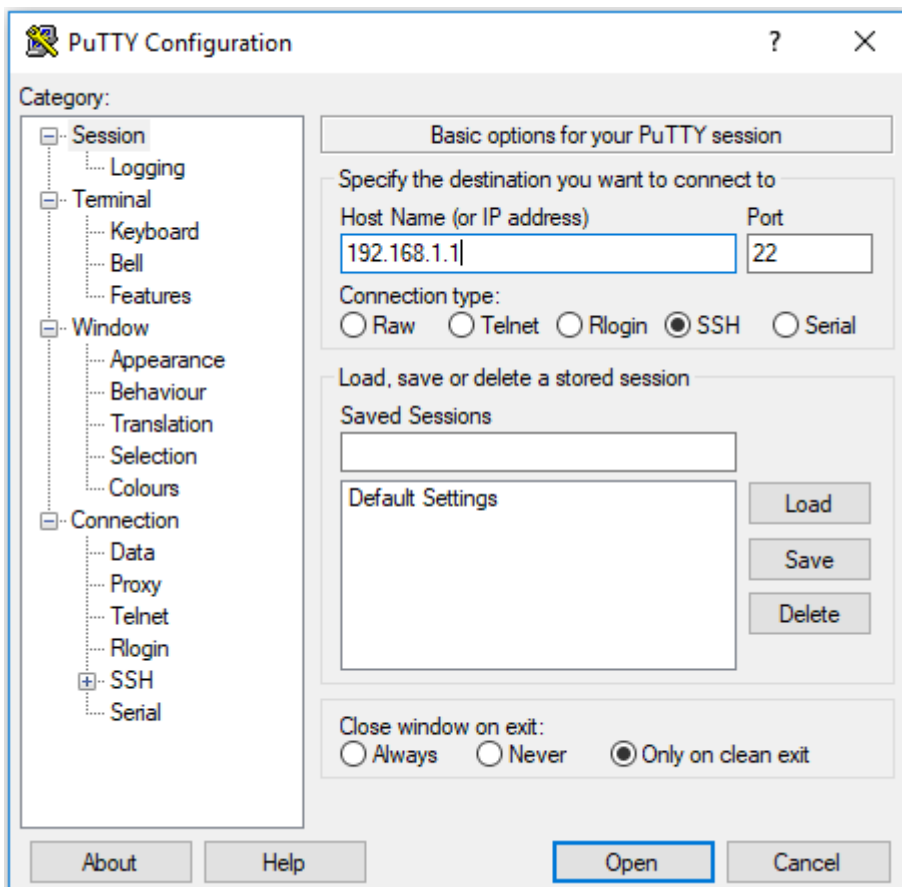 PuTTY Configuration
?
Category:
Session
Logging
Terminal
Keyboard
Bell
Features
Window
Appearance
Behaviour
Translation
Selection
Colours
Connection
Data
Proxy
Telnet
Rlogin
SSH
Serial
Basic options for your PuTTY session
Specify the destination you want to connect to
Host Name (or IP address) Port
192.168.1.1 22
Connection type:
Raw Telnet Rlogin SSH Serial
Load, save or delete a stored session
Saved Sessions
Default Settings
Load
Save
Delete
Close window on exit:
Always Never Only on clean exit
About Help Open Cancel